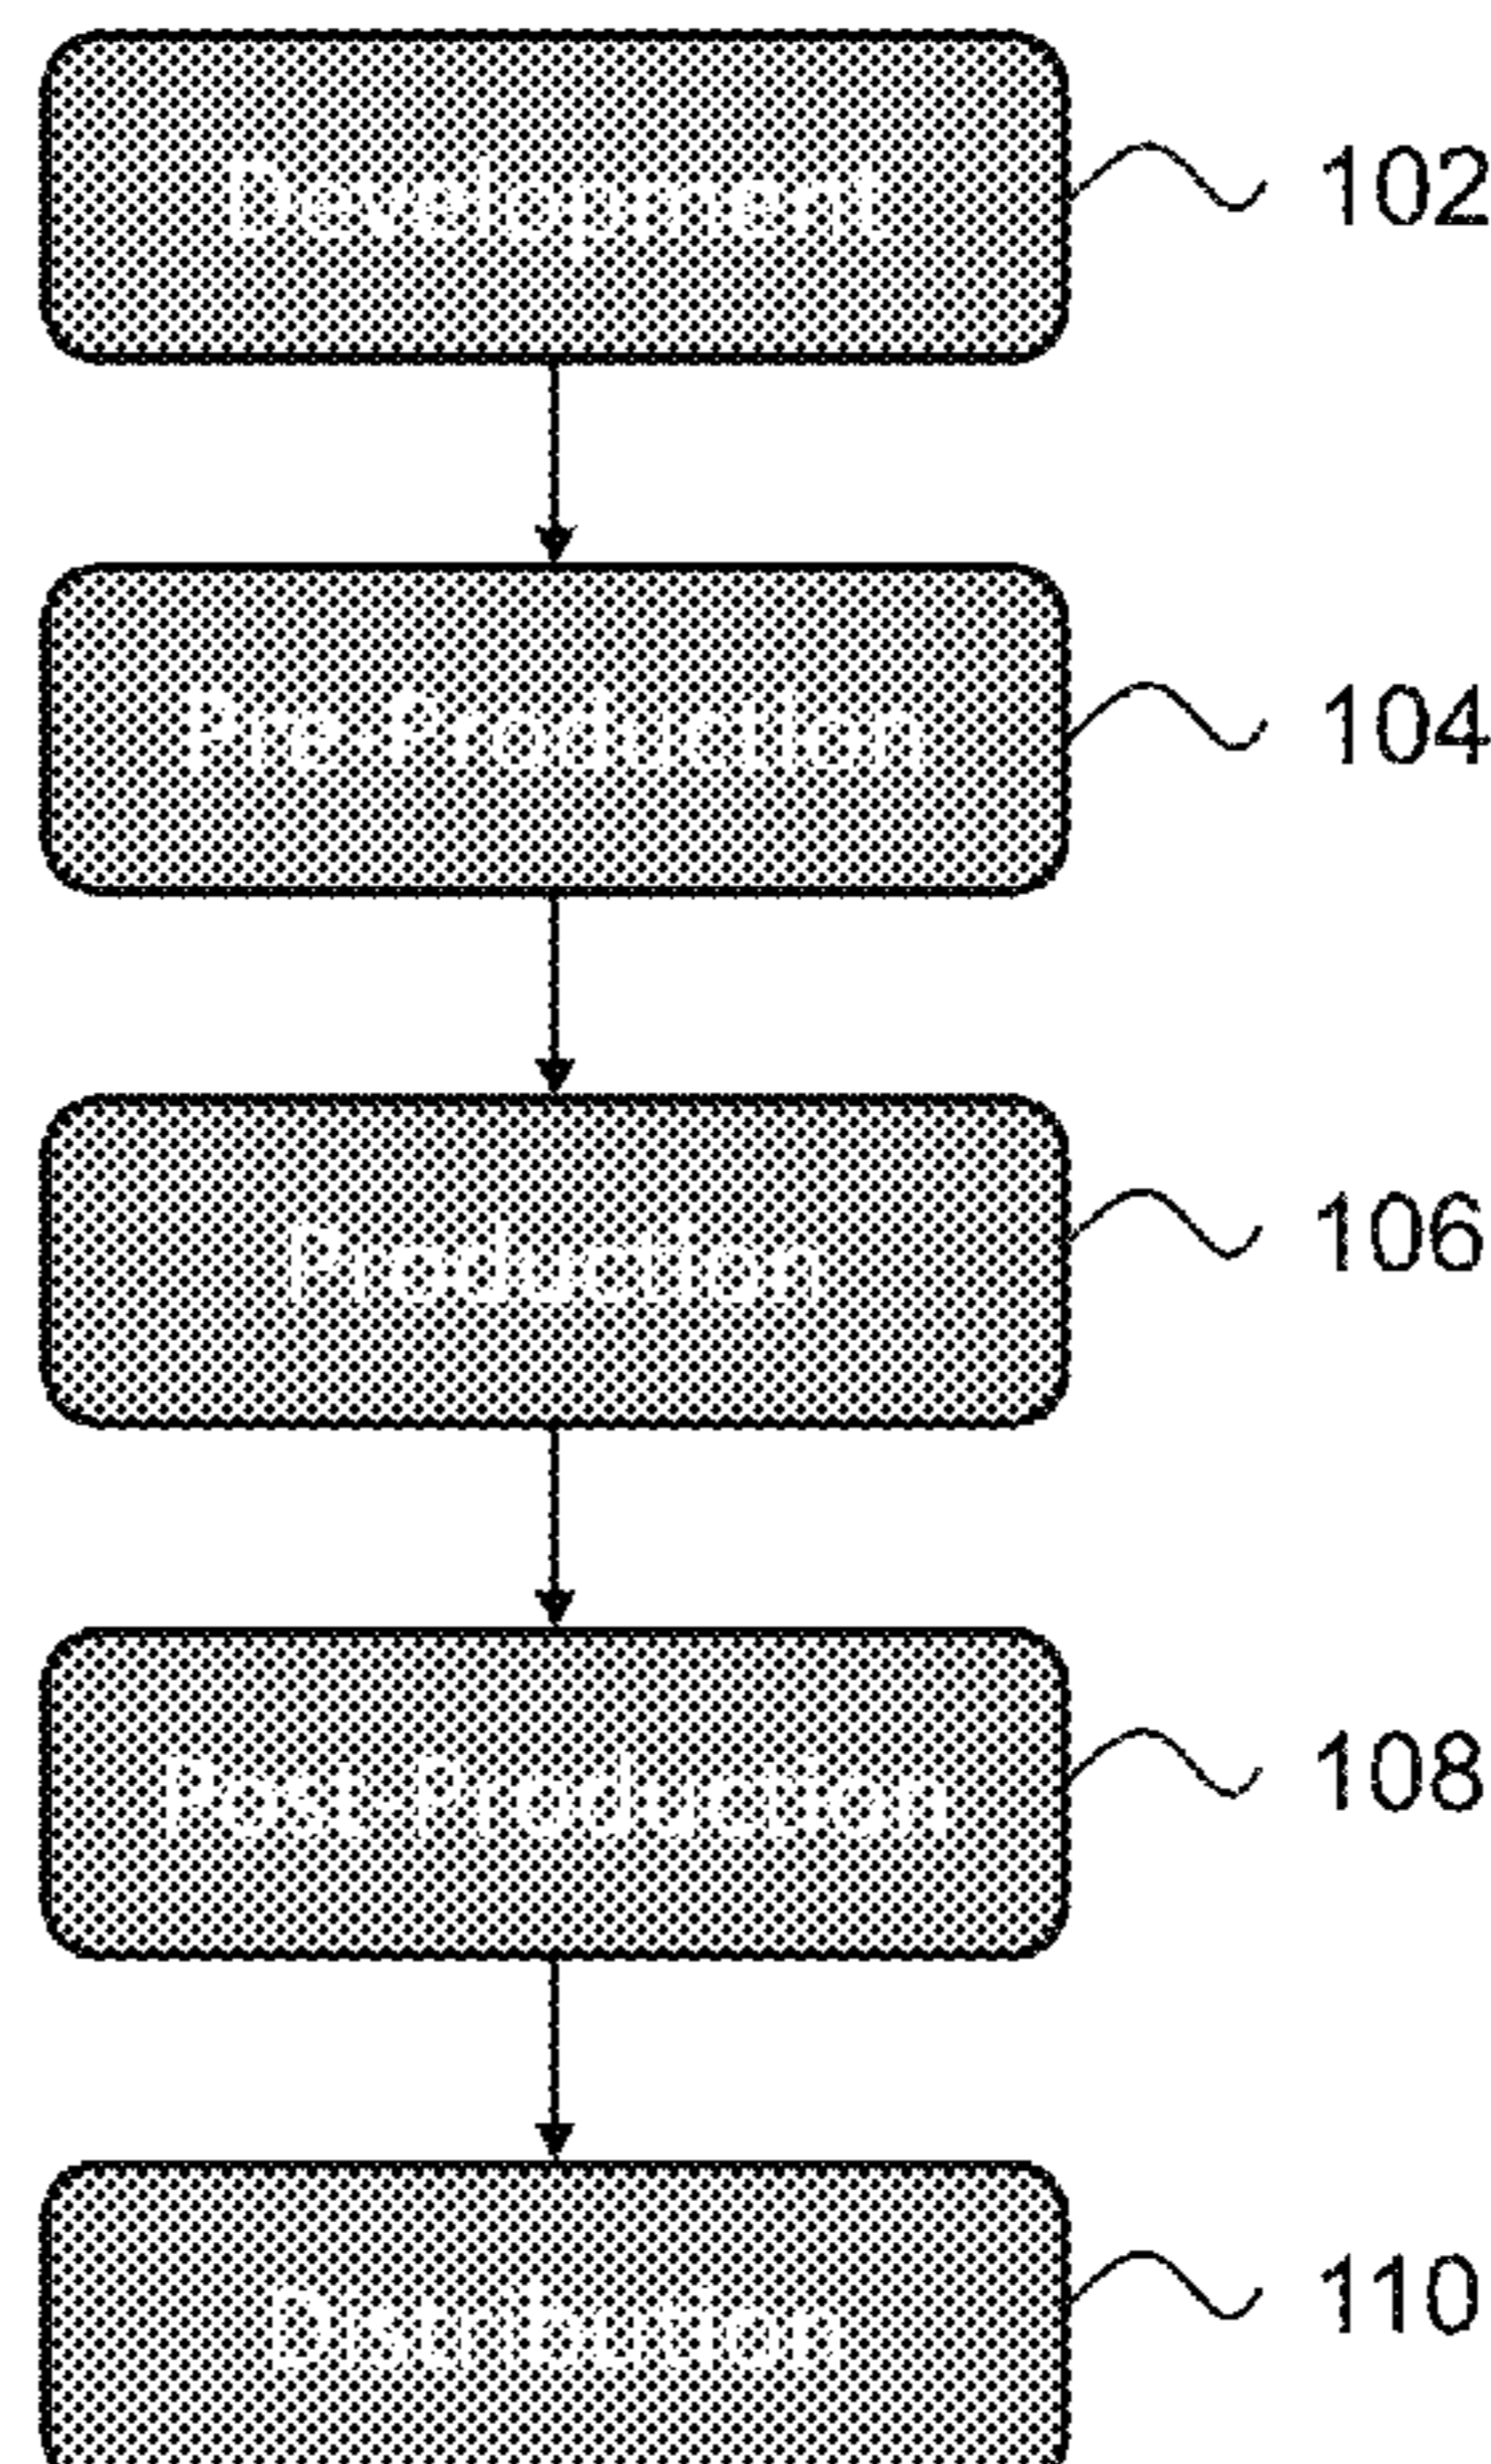 Development
102
Pre-Production
104
Production
106
Post-Production
108
Distribution
110